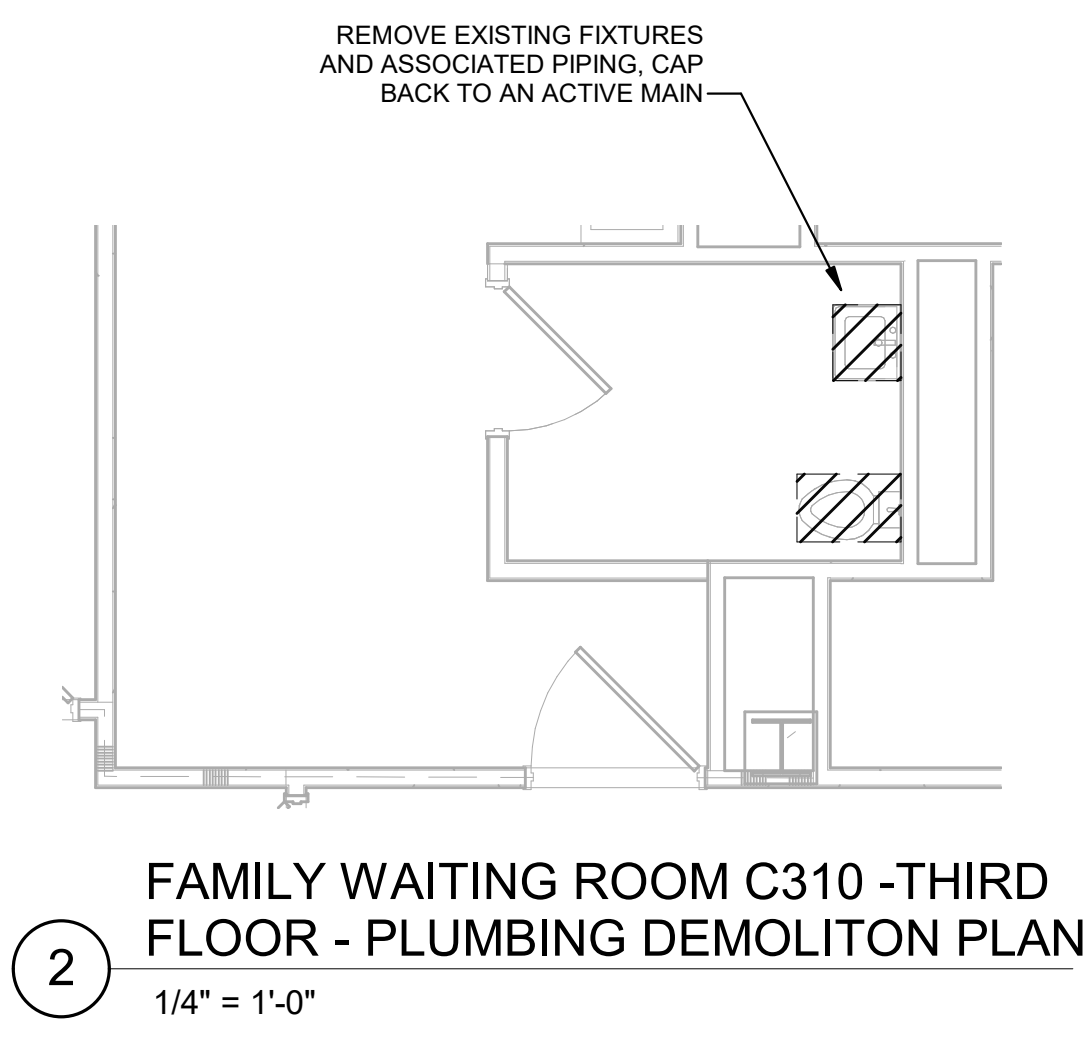 REMOVE EXISTING FIXTURES
AND ASSOCIATED PIPING, CAP
BACK TO AN ACTIVE MAIN
FAMILY WAITING ROOM C310 -THIRD
FLOOR - PLUMBING DEMOLITON PLAN
2
1/4" = 1'-0"